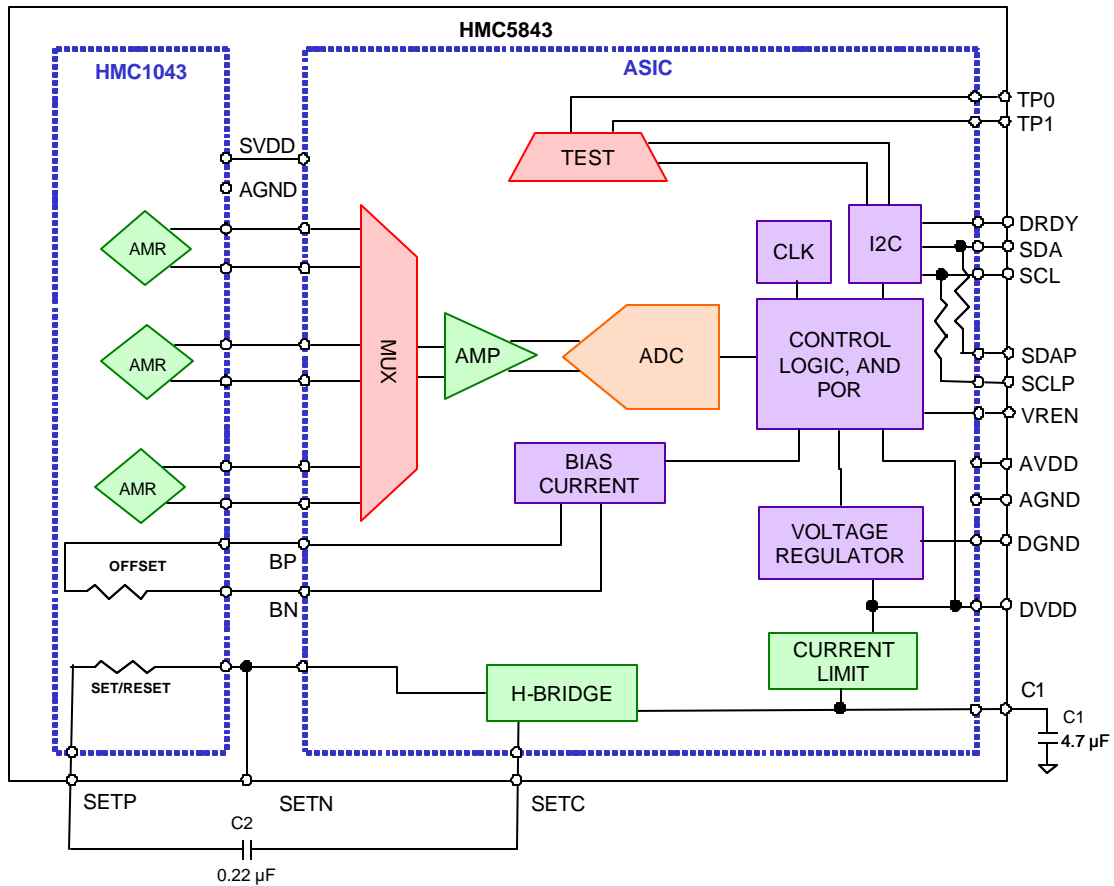 HMC5843
HMC1043
ASIC
TP0
TP1
SVDD
TEST
AGND
DRDY
AMR
CLK
I2C
SDA
SCL
AMR
MUX
AMP
ADC
CONTROL
LOGIC, AND
POR
SDAP
SCLP
VREN
AMR
BIAS
CURRENT
AVDD
AGND
VOLTAGE
REGULATOR
DGND
BP
OFFSET
BN
DVDD
CURRENT
LIMIT
SET/RESET
H-BRIDGE
C1
C1
4.7 µF
SETP
SETN
SETC
C2
0.22 µF